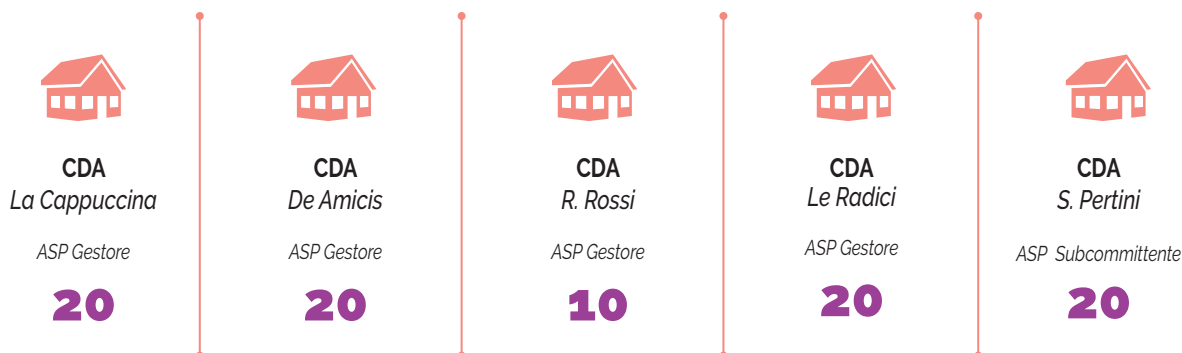 CDA
La Cappuccina
ASP Gestore
20
CDA
De Amicis
ASP Gestore
20
CDA
R. Rossi
ASP Gestore
10
CDA
Le Radici
ASP Gestore
20
CDA
S. Pertini
ASP Subcommittente
20